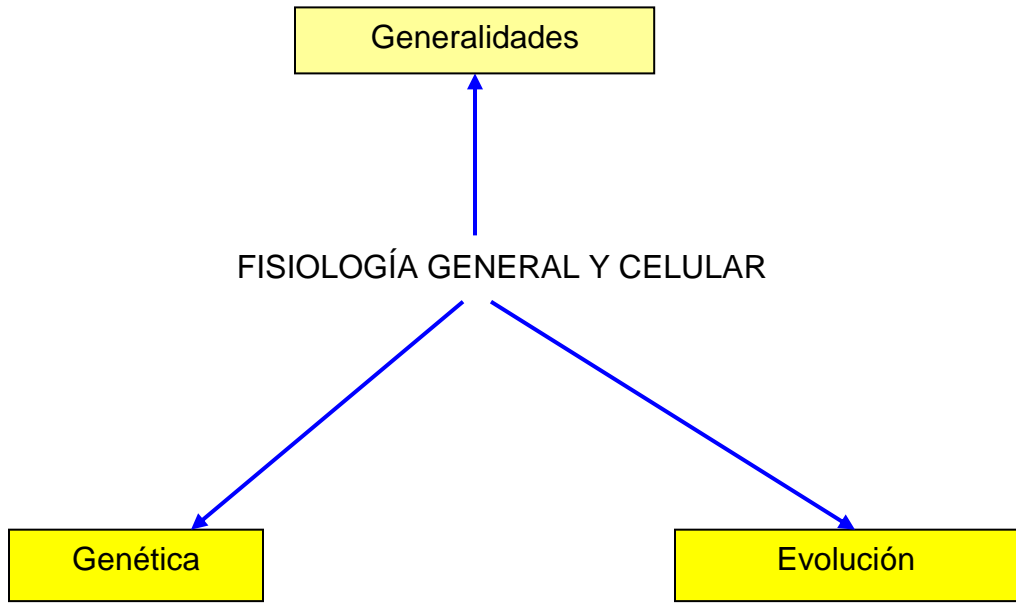 Generalidades
FISIOLOGÍA GENERAL Y CELULAR
Genética
Evolución